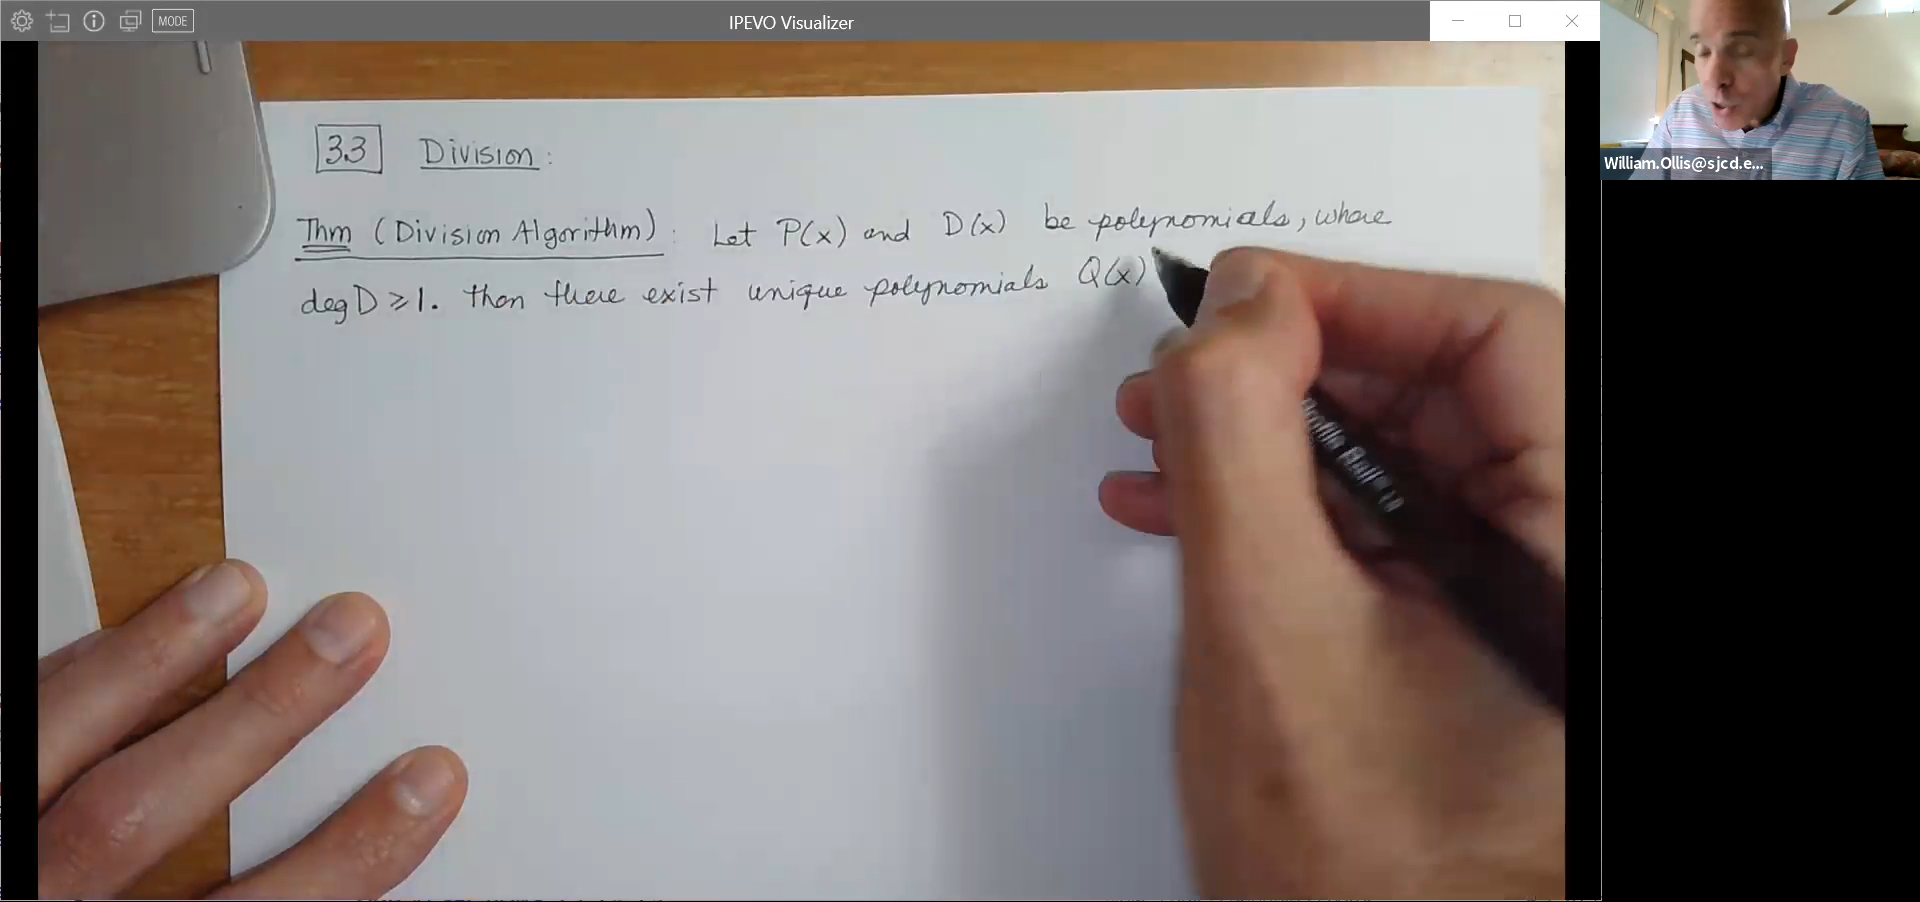 MODE
IPEVO Visualizer
3.3 Division:
Thm (Division Algorithm): Let P(x) and D(x) be polynomials, where
deg D ≥ 1. then there exist unique polynomials Q(x)
William.Ollis@sjcd.e...